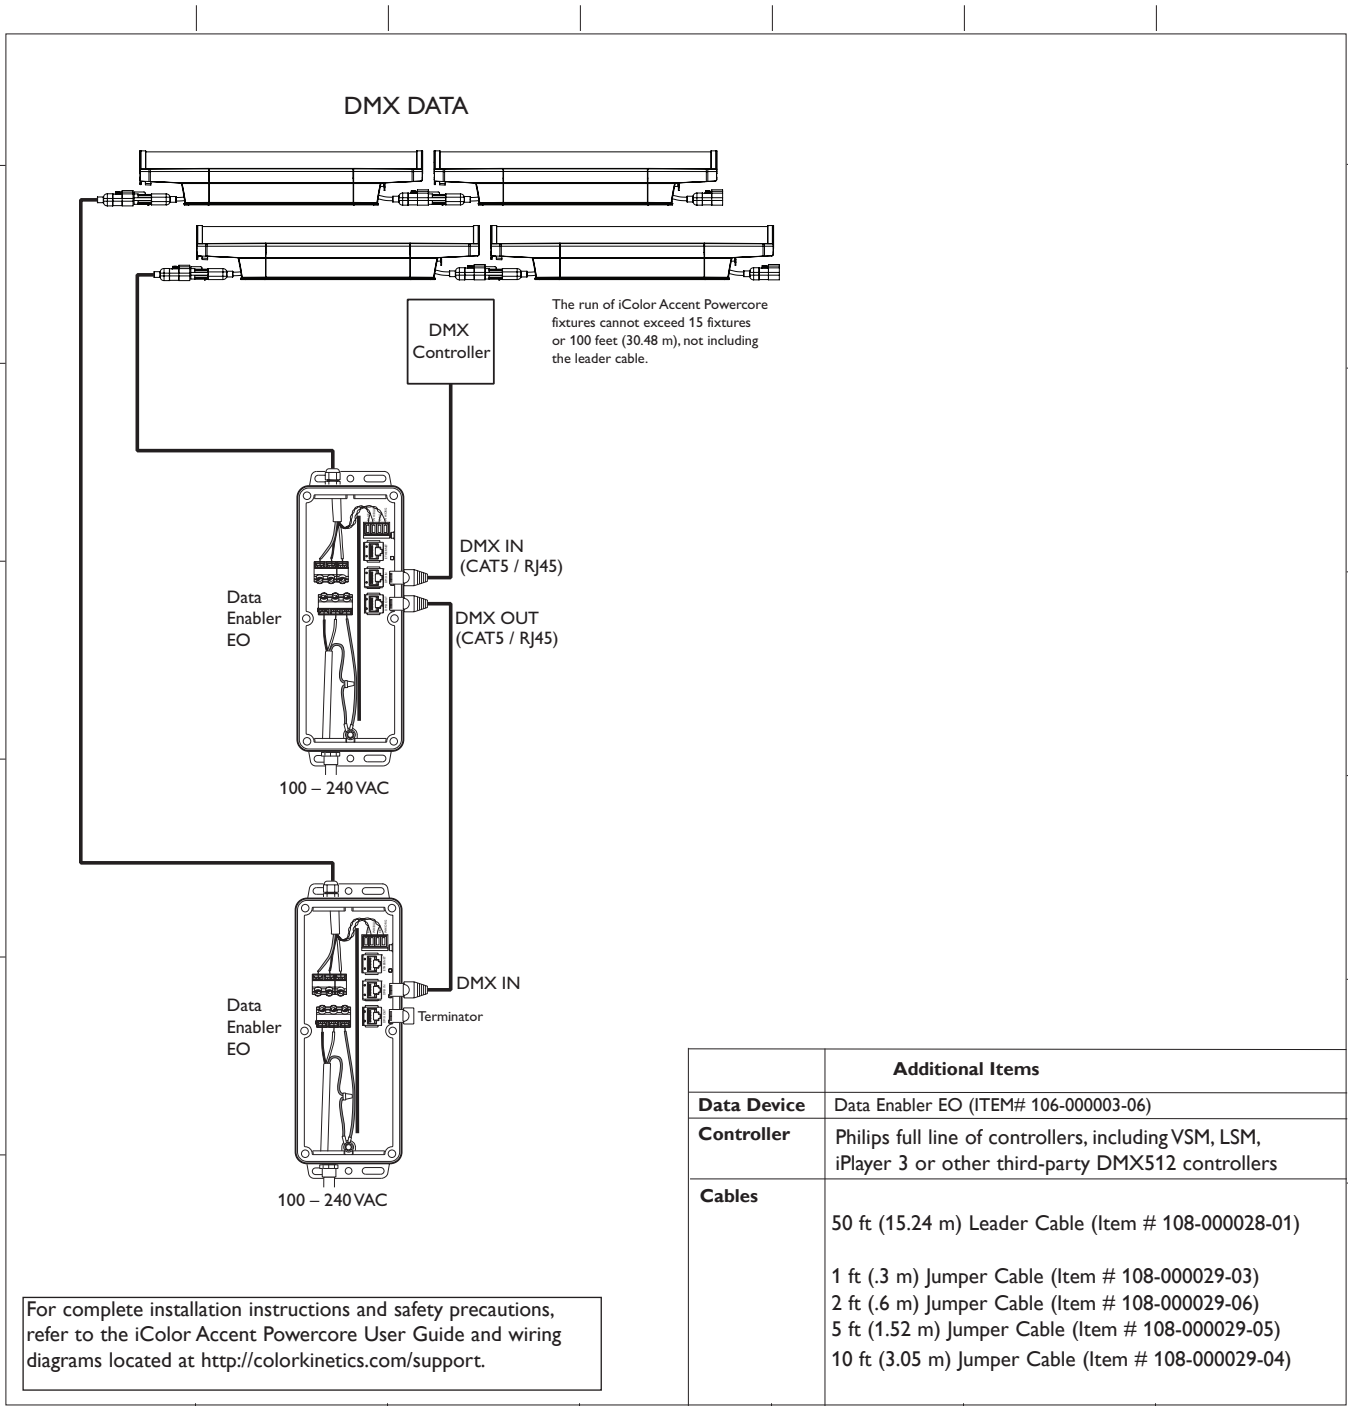 DMX DATA
The run of iColor Accent Powercore
fixtures cannot exceed 15 fixtures
or 100 feet (30.48 m), not including
the leader cable.
DMX
Controller
DMX IN
(CAT5 / RJ45)
Data
Enabler
EO
DMX OUT
(CAT5 / RJ45)
100 – 240 VAC
DMX IN
Data
Enabler
EO
Terminator
100 – 240 VAC
Additional Items
Data Device
Data Enabler EO (ITEM# 106-000003-06)
Controller
Philips full line of controllers, including VSM, LSM,
iPlayer 3 or other third-party DMX512 controllers
Cables
50 ft (15.24 m) Leader Cable (Item # 108-000028-01)
1 ft (.3 m) Jumper Cable (Item # 108-000029-03)
2 ft (.6 m) Jumper Cable (Item # 108-000029-06)
5 ft (1.52 m) Jumper Cable (Item # 108-000029-05)
10 ft (3.05 m) Jumper Cable (Item # 108-000029-04)
For complete installation instructions and safety precautions,
refer to the iColor Accent Powercore User Guide and wiring
diagrams located at http://colorkinetics.com/support.